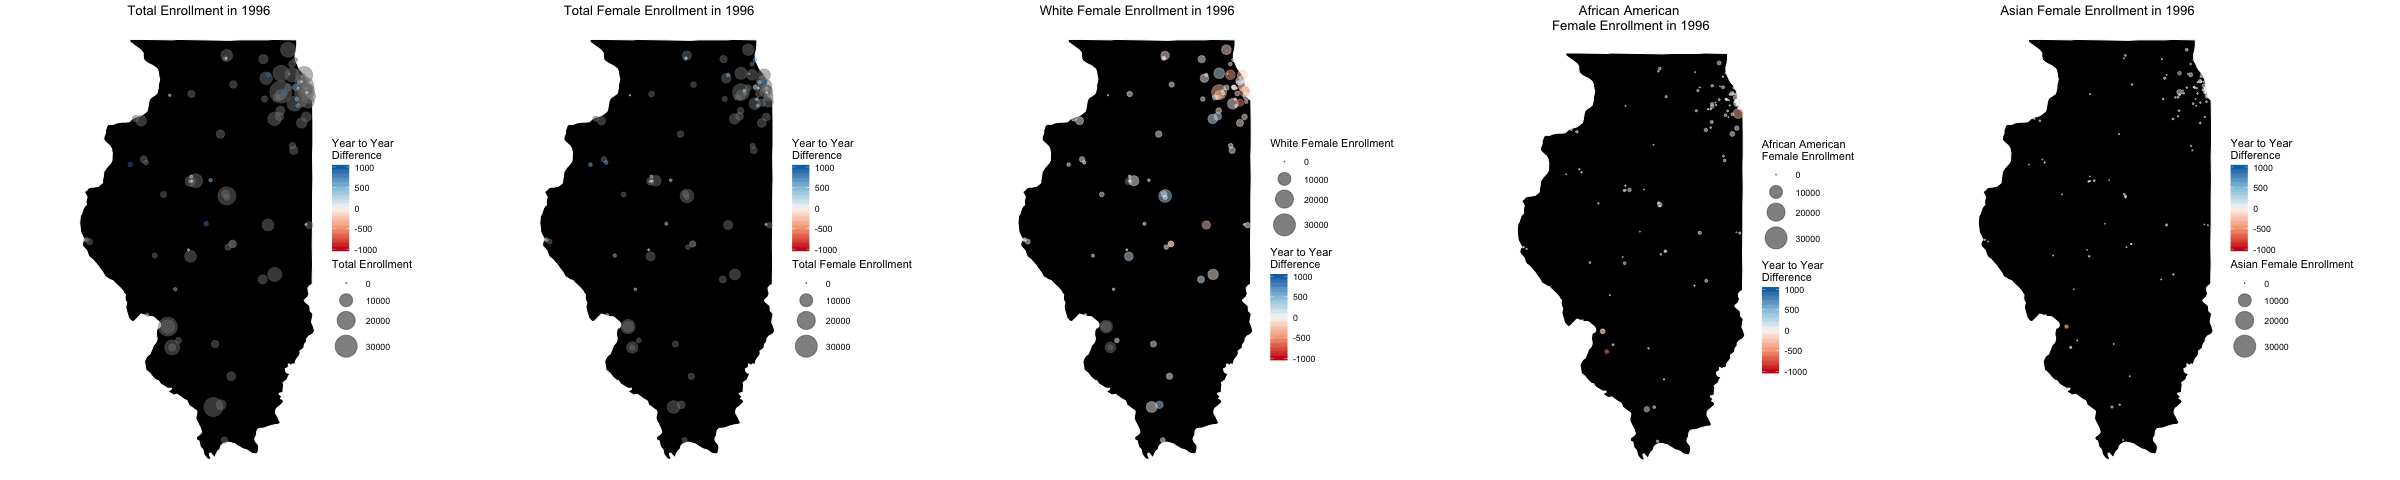 Total Enrollment in 1996
Year to Year
Difference
1000
500
0
-500
-1000
Total Enrollment
0
10000
20000
30000
Total Female Enrollment in 1996
Year to Year
Difference
1000
500
0
-500
-1000
Total Female Enrollment
0
10000
20000
30000
White Female Enrollment in 1996
White Female Enrollment
0
10000
20000
30000
Year to Year
Difference
1000
500
0
-500
-1000
African American
Female Enrollment in 1996
African American
Female Enrollment
0
10000
20000
30000
Year to Year
Difference
1000
500
0
-500
-1000
Asian Female Enrollment in 1996
Year to Year
Difference
1000
500
0
-500
-1000
Asian Female Enrollment
0
10000
20000
30000